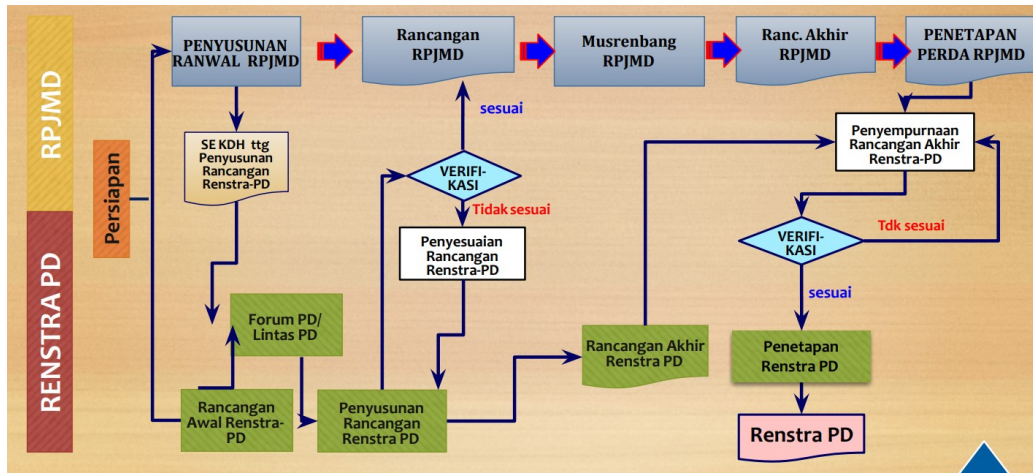 RPJMD
RENSTRA PD
Persiapan
PENYUSUNAN
RANWAL RPJMD
Rancangan
RPJMD
Musrenbang
RPJMD
Ranc. Akhir
RPJMD
PENETAPAN
PERDA RPJMD
SE KDH ttg
Penyusunan
Rancangan
Renstra-PD
sesuai
VERIFI-
KASI
Tidak sesuai
Penyesuaian
Rancangan
Renstra-PD
Penyempurnaan
Rancangan Akhir
Renstra-PD
VERIFI-
KASI
Tdk sesuai
sesuai
Forum PD/
Lintas PD
Rancangan
Awal Renstra-
PD
Penyusunan
Rancangan
Renstra PD
Rancangan Akhir
Renstra PD
Penetapan
Renstra PD
Renstra PD